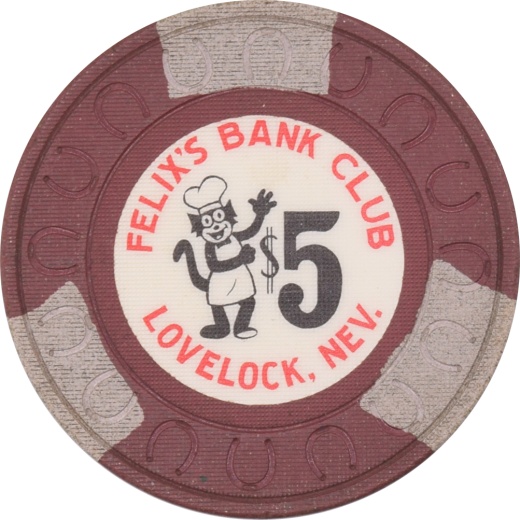 FELIX'S BANK CLUB
$5
LOVELOCK, NEV.